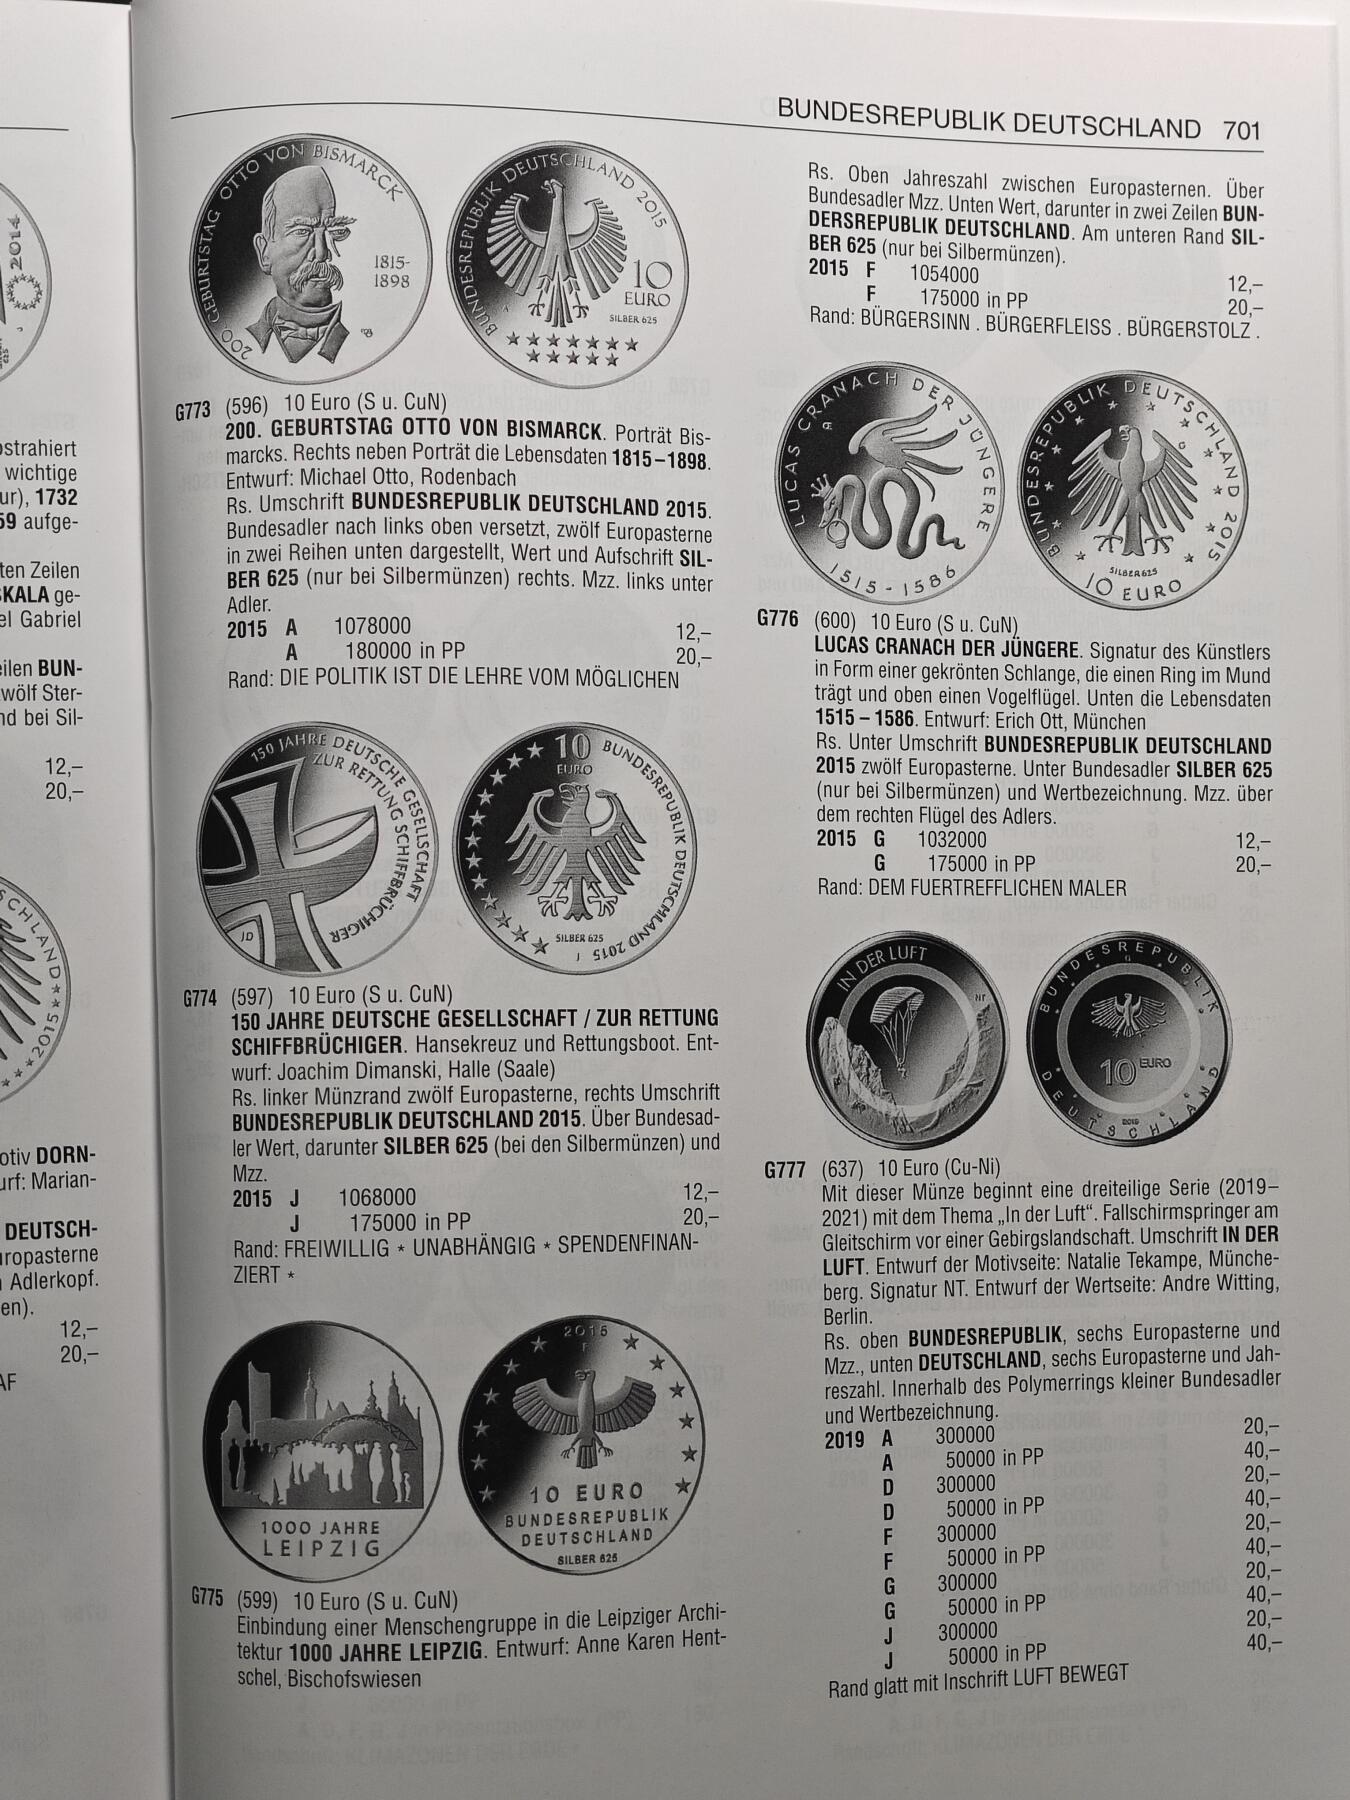 BUNDESREPUBLIK DEUTSCHLAND 701
200. GEBURTSTAG OTTO VON BISMARCK
1815-
1898
BUNDESREPUBLIK DEUTSCHLAND 2015
A
10
EURO
SILBER 625
G773 (596) 10 Euro (S u. CuN)
200. GEBURTSTAG OTTO VON BISMARCK. Porträt Bis-
marcks. Rechts neben Porträt die Lebensdaten 1815–1898.
Entwurf: Michael Otto, Rodenbach
Rs. Umschrift BUNDESREPUBLIK DEUTSCHLAND 2015.
Bundesadler nach links oben versetzt, zwölf Europasterne
in zwei Reihen unten dargestellt, Wert und Aufschrift SIL-
BER 625 (nur bei Silbermünzen) rechts. Mzz. links unter
Adler.
2015 A 1078000 12,–
A 180000 in PP 20,–
Rand: DIE POLITIK IST DIE LEHRE VOM MÖGLICHEN
150 JAHRE DEUTSCHE GESELLSCHAFT
ZUR RETTUNG SCHIFFBRÜCHIGER
JD
10
EURO
BUNDESREPUBLIK DEUTSCHLAND 2015
SILBER 625
J
G774 (597) 10 Euro (S u. CuN)
150 JAHRE DEUTSCHE GESELLSCHAFT / ZUR RETTUNG
SCHIFFBRÜCHIGER. Hansekreuz und Rettungsboot. Ent-
wurf: Joachim Dimanski, Halle (Saale)
Rs. linker Münzrand zwölf Europasterne, rechts Umschrift
BUNDESREPUBLIK DEUTSCHLAND 2015. Über Bundesad-
ler Wert, darunter SILBER 625 (bei den Silbermünzen) und
Mzz.
2015 J 1068000 12,–
J 175000 in PP 20,–
Rand: FREIWILLIG * UNABHÄNGIG * SPENDENFINAN-
ZIERT *
1000 JAHRE
LEIPZIG
2015
F
10 EURO
BUNDESREPUBLIK
DEUTSCHLAND
SILBER 625
G775 (599) 10 Euro (S u. CuN)
Einbindung einer Menschengruppe in die Leipziger Archi-
tektur 1000 JAHRE LEIPZIG. Entwurf: Anne Karen Hent-
schel, Bischofswiesen
Rs. Oben Jahreszahl zwischen Europasternen. Über
Bundesadler Mzz. Unten Wert, darunter in zwei Zeilen BUN-
DERSREPUBLIK DEUTSCHLAND. Am unteren Rand SIL-
BER 625 (nur bei Silbermünzen).
2015 F 1054000 12,–
F 175000 in PP 20,–
Rand: BÜRGERSINN . BÜRGERFLEISS . BÜRGERSTOLZ .
LUCAS CRANACH DER JÜNGERE
1515 - 1586
BUNDESREPUBLIK DEUTSCHLAND 2015
G
SILBER 625
10 EURO
G776 (600) 10 Euro (S u. CuN)
LUCAS CRANACH DER JÜNGERE. Signatur des Künstlers
in Form einer gekrönten Schlange, die einen Ring im Mund
trägt und oben einen Vogelflügel. Unten die Lebensdaten
1515 – 1586. Entwurf: Erich Ott, München
Rs. Unter Umschrift BUNDESREPUBLIK DEUTSCHLAND
2015 zwölf Europasterne. Unter Bundesadler SILBER 625
(nur bei Silbermünzen) und Wertbezeichnung. Mzz. über
dem rechten Flügel des Adlers.
2015 G 1032000 12,–
G 175000 in PP 20,–
Rand: DEM FUERTREFFLICHEN MALER
IN DER LUFT
NT
BUNDESREPUBLIK
G
10 EURO
2019
DEUTSCHLAND
G777 (637) 10 Euro (Cu-Ni)
Mit dieser Münze beginnt eine dreiteilige Serie (2019–
2021) mit dem Thema „In der Luft“. Fallschirmspringer am
Gleitschirm vor einer Gebirgslandschaft. Umschrift IN DER
LUFT. Entwurf der Motivseite: Natalie Tekampe, Münche-
berg. Signatur NT. Entwurf der Wertseite: Andre Witting,
Berlin.
Rs. oben BUNDESREPUBLIK, sechs Europasterne und
Mzz., unten DEUTSCHLAND, sechs Europasterne und Jah-
reszahl. Innerhalb des Polymerrings kleiner Bundesadler
und Wertbezeichnung.
2019 A 300000 20,–
A 50000 in PP 40,–
D 300000 20,–
D 50000 in PP 40,–
F 300000 20,–
F 50000 in PP 40,–
G 300000 20,–
G 50000 in PP 40,–
J 300000 20,–
J 50000 in PP 40,–
Rand glatt mit Inschrift LUFT BEWEGT